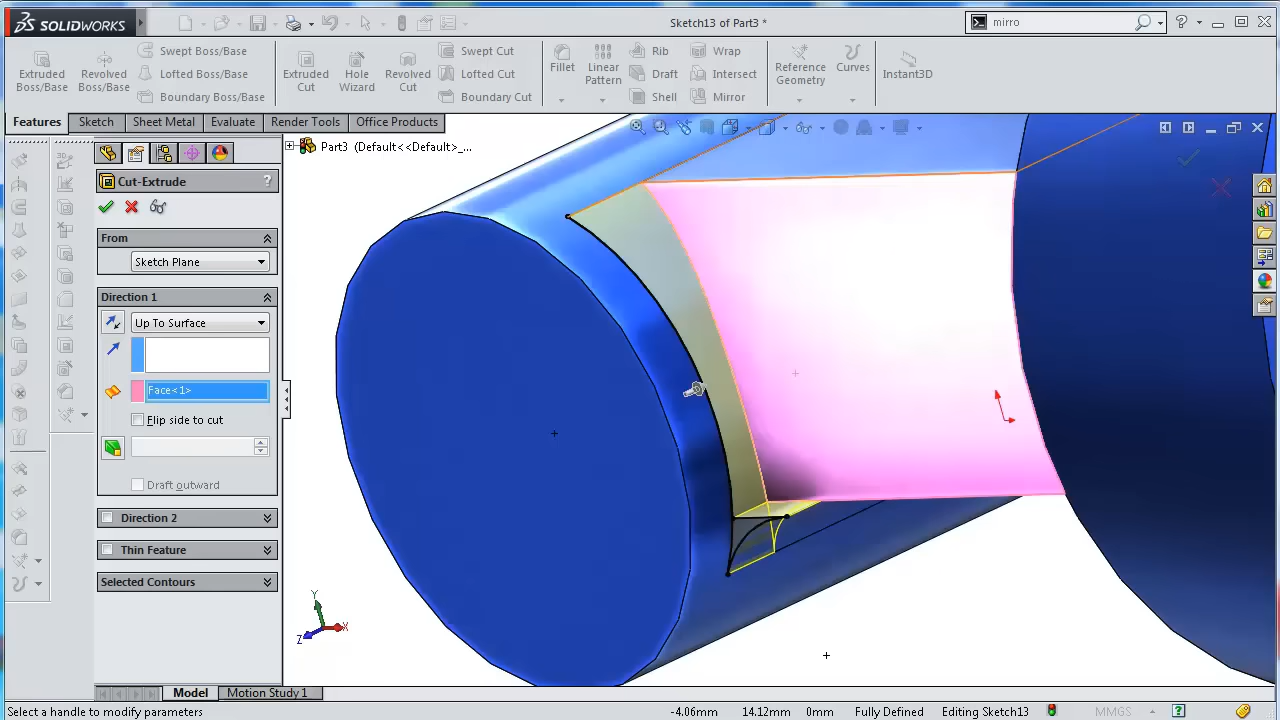 SOLIDWORKS
Sketch13 of Part3 *
mirro
?
Extruded Boss/Base
Revolved Boss/Base
Swept Boss/Base
Lofted Boss/Base
Boundary Boss/Base
Extruded Cut
Hole Wizard
Revolved Cut
Swept Cut
Lofted Cut
Boundary Cut
Fillet
Linear Pattern
Rib
Draft
Shell
Wrap
Intersect
Mirror
Reference Geometry
Curves
Instant3D
Features
Sketch
Sheet Metal
Evaluate
Render Tools
Office Products
Part3 (Default<<Default>_...
Cut-Extrude
?
From
Sketch Plane
Direction 1
Up To Surface
Face<1>
Flip side to cut
Draft outward
Direction 2
Thin Feature
Selected Contours
Y
X
Z
Model
Motion Study 1
Select a handle to modify parameters
-4.06mm
14.12mm
0mm
Fully Defined
Editing Sketch13
MMGS
?